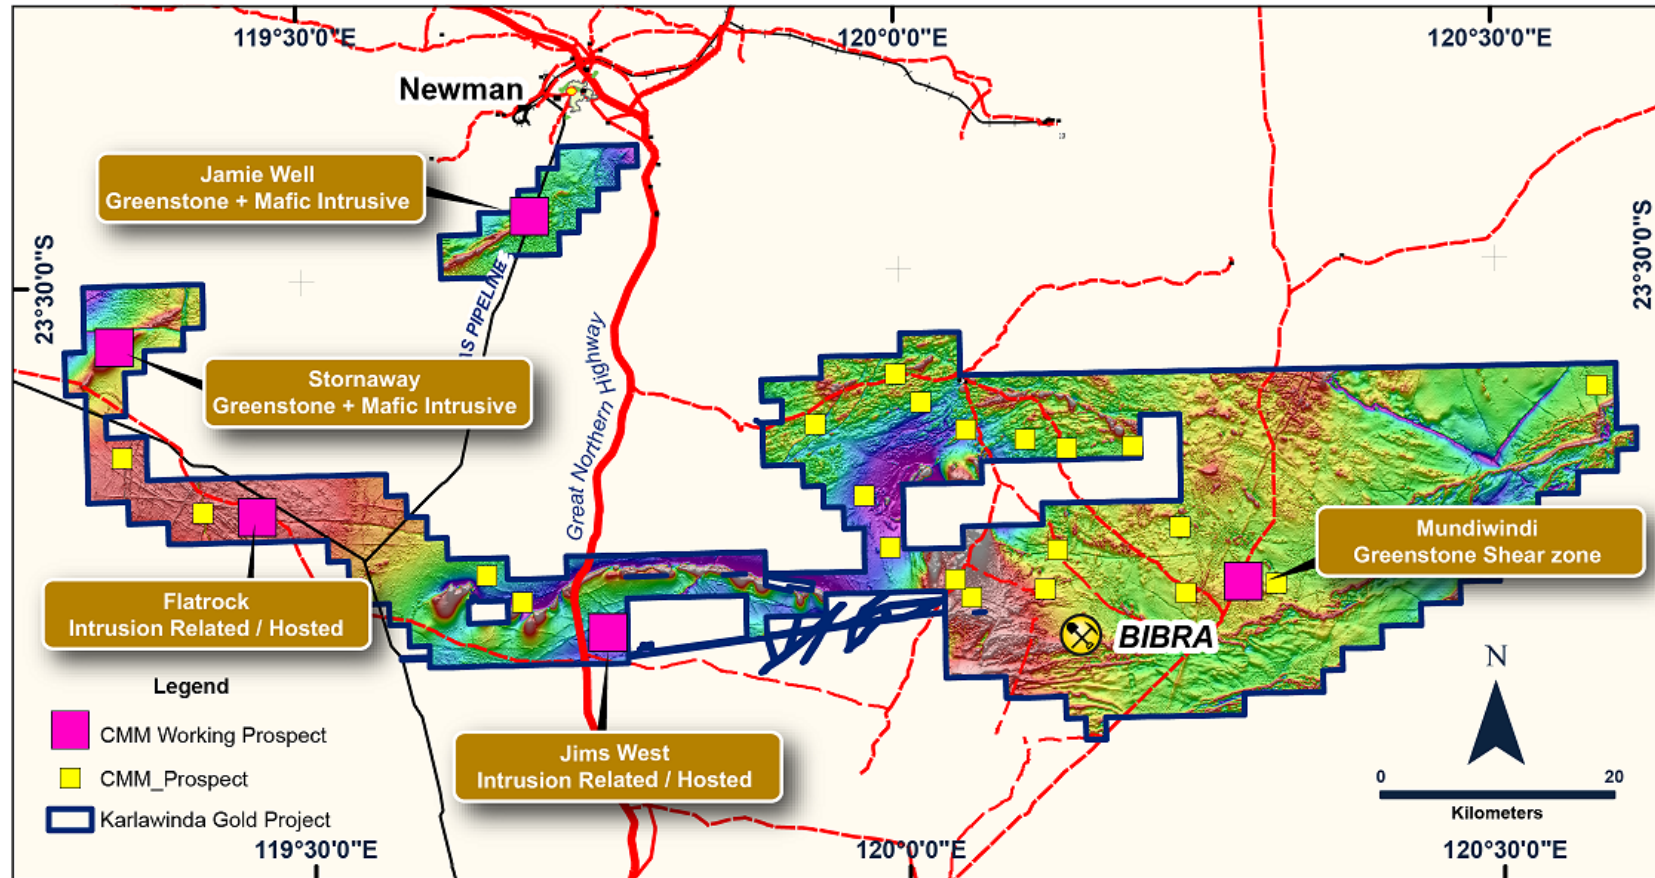 119°30'0"E
120°0'0"E
120°30'0"E
Newman
Jamie Well
Greenstone + Mafic Intrusive
23°30'0"S
23°30'0"S
AS PIPELINE
Great Northern Highway
Stornaway
Greenstone + Mafic Intrusive
Mundiwindi
Greenstone Shear zone
Flatrock
Intrusion Related / Hosted
BIBRA
Jims West
Intrusion Related / Hosted
Legend
CMM Working Prospect
CMM_Prospect
Karlawinda Gold Project
N
0 20
Kilometers
119°30'0"E
120°0'0"E
120°30'0"E